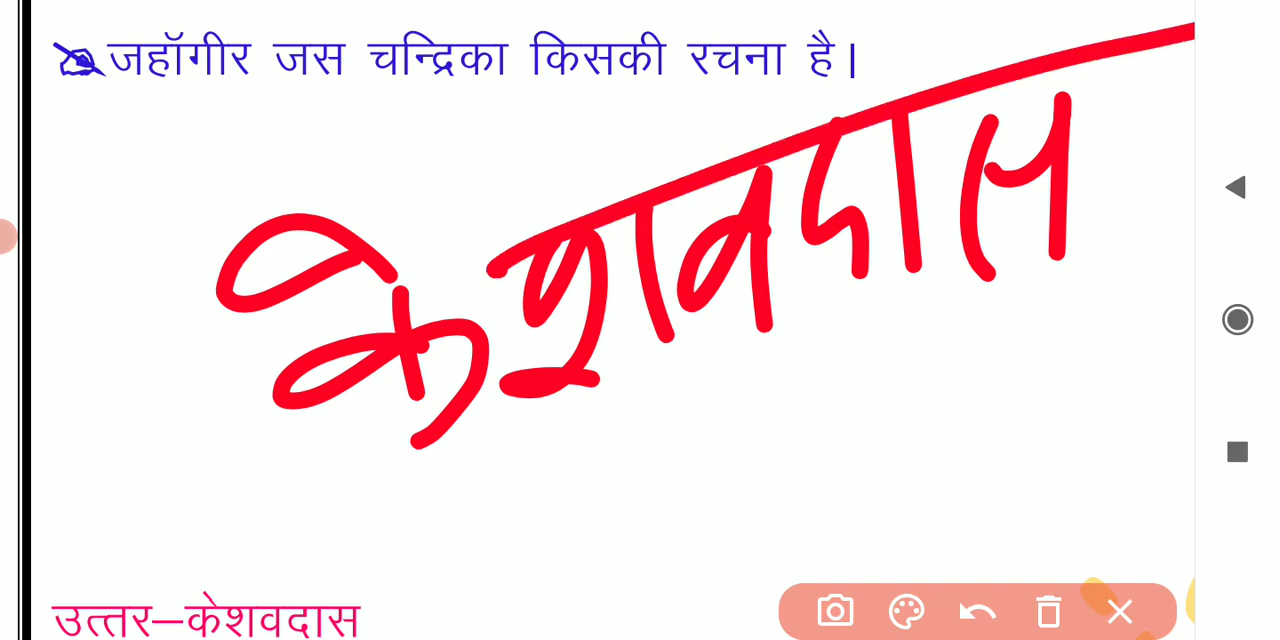 जहॉगीर जस चन्द्रिका किसकी रचना है।
केशवदास
उत्तर–केशवदास